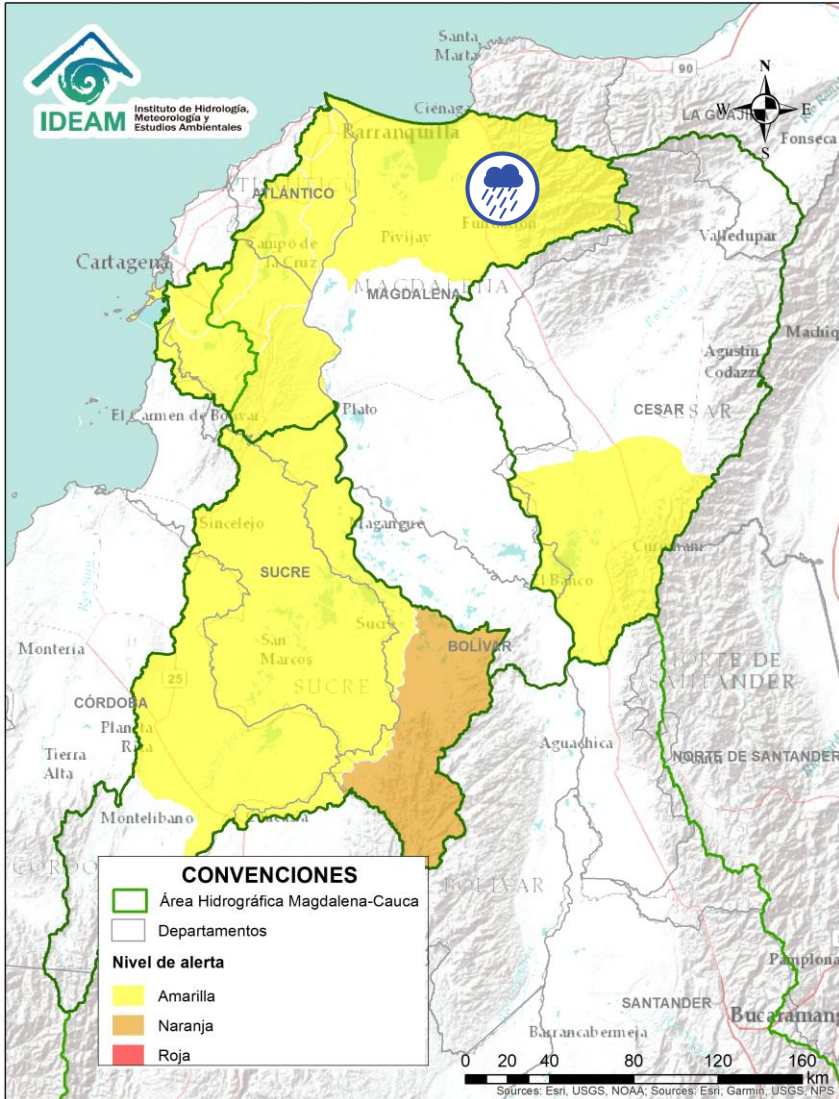 IDEAM
Instituto de Hidrología,
Meteorología y
Estudios Ambientales
Santa
Marta
90
N
W
E
S
LA GUAJIRA
Fonseca
Ciénaga
Barranquilla
ATLÁNTICO
Fundación
Pivijay
Campo de
la Cruz
Cartagena
Valledupar
MAGDALENA
MAGDALENA
Agustín
Codazzi
CESAR
CESAR
El Carmen de Bolívar
Plato
Sincelejo
Magangué
Curumaní
El Banco
SUCRE
Sucre
BOLÍVAR
San
Marcos
SUCRE
Montería
NORTE DE
SANTANDER
25
CÓRDOBA
Planeta
Rica
Tierra
Alta
Aguachica
NORTE DE SANTANDER
Montelíbano
BOLÍVAR
CONVENCIONES
Área Hidrográfica Magdalena-Cauca
Departamentos
Nivel de alerta
Amarilla
Naranja
Roja
Pamplona
SANTANDER
Bucaramang
Barrancabermeja
0 20 40 80 120 160
km
Sources: Esri, USGS, NOAA; Sources: Esri, Garmin, USGS, NPS